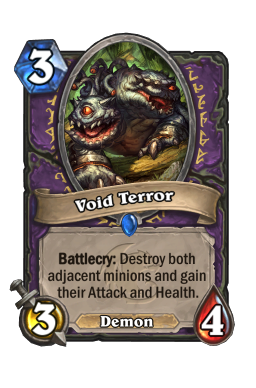 3
Void Terror
Battlecry: Destroy both
adjacent minions and gain
their Attack and Health.
3
Demon
4